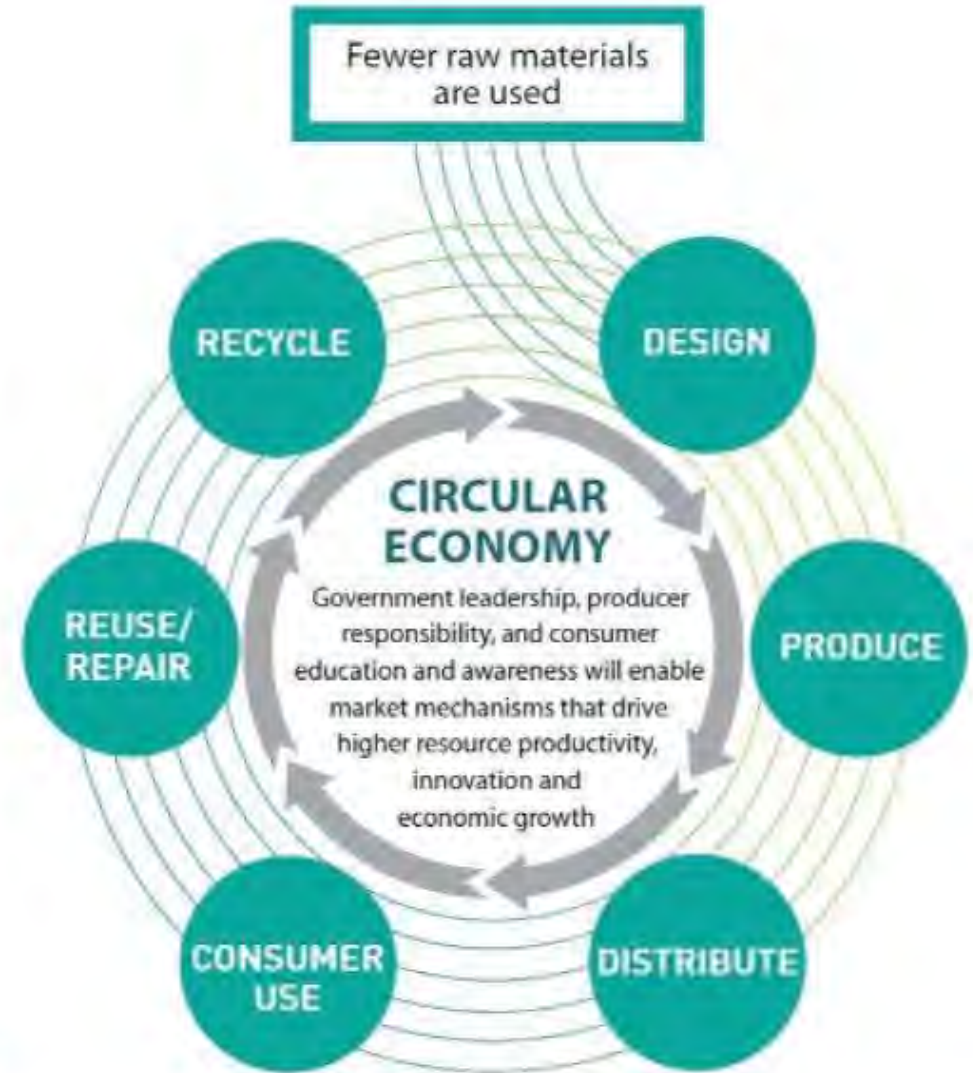 Fewer raw materials
are used
RECYCLE
DESIGN
CIRCULAR
ECONOMY
Government leadership, producer
responsibility, and consumer
education and awareness will enable
market mechanisms that drive
higher resource productivity,
innovation and
economic growth
REUSE/
REPAIR
PRODUCE
CONSUMER
USE
DISTRIBUTE